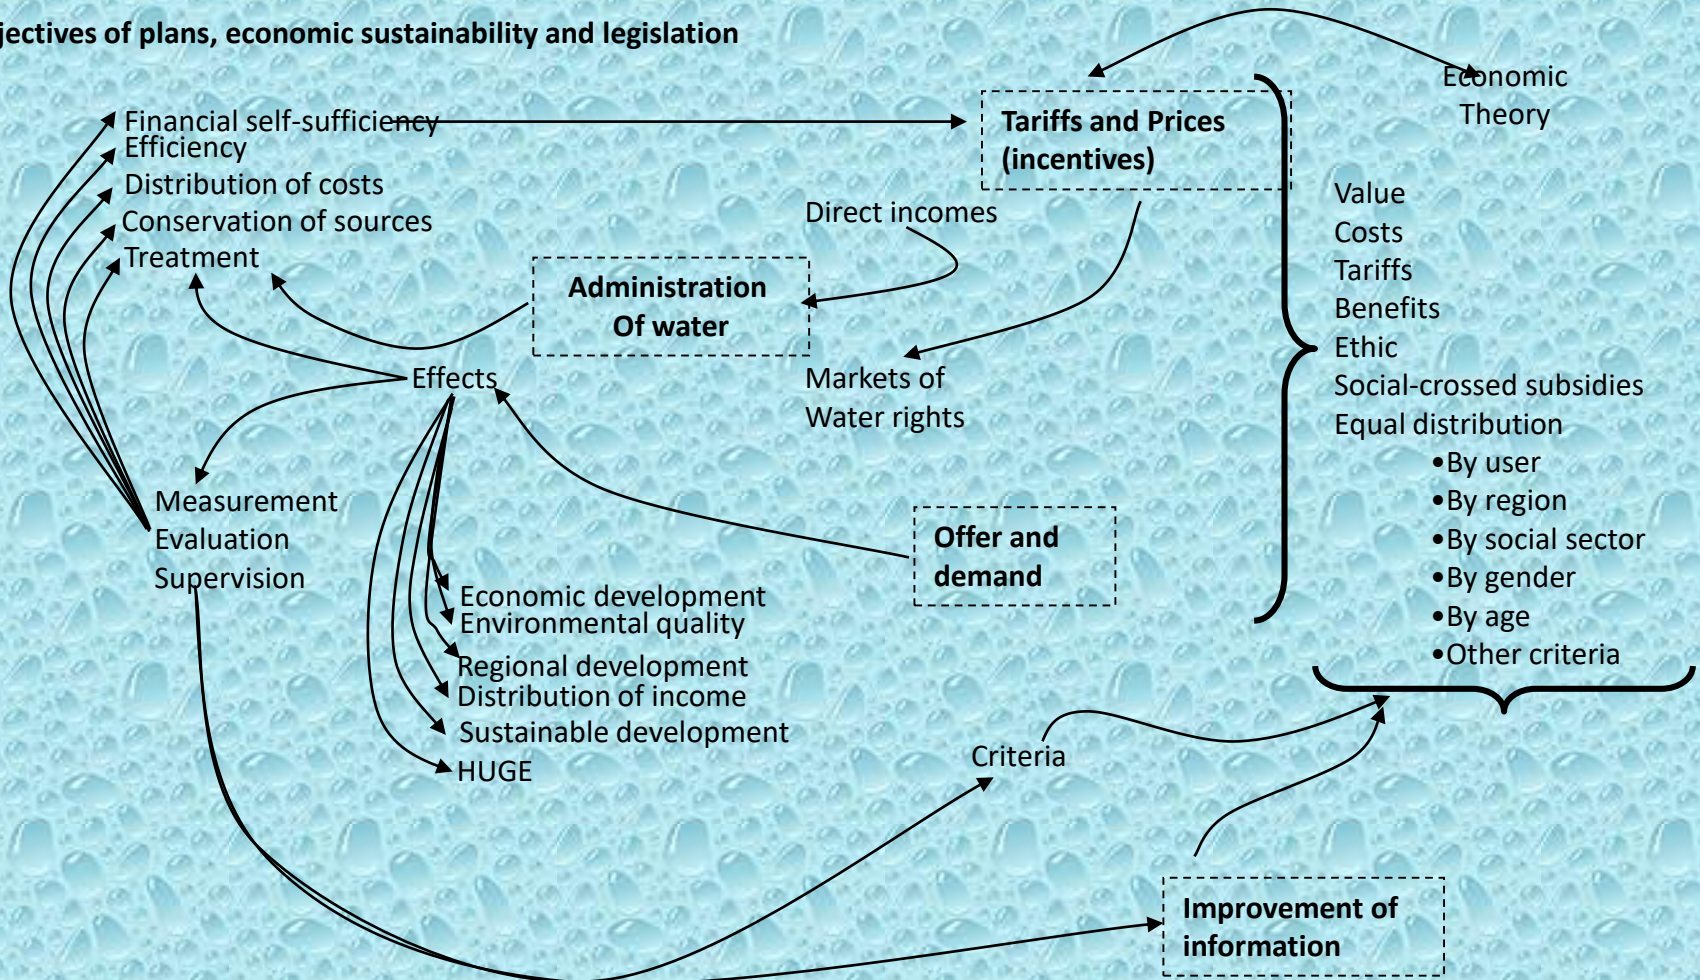 jectives of plans, economic sustainability and legislation
Economic
Theory
Financial self-sufficiency
Efficiency
Distribution of costs
Conservation of sources
Treatment
Tariffs and Prices
(incentives)
Direct incomes
Administration
Of water
Effects
Markets of
Water rights
Value
Costs
Tariffs
Benefits
Ethic
Social-crossed subsidies
Equal distribution
•By user
•By region
•By social sector
•By gender
•By age
•Other criteria
Measurement
Evaluation
Supervision
Offer and
demand
Economic development
Environmental quality
Regional development
Distribution of income
Sustainable development
HUGE
Criteria
Improvement of
information